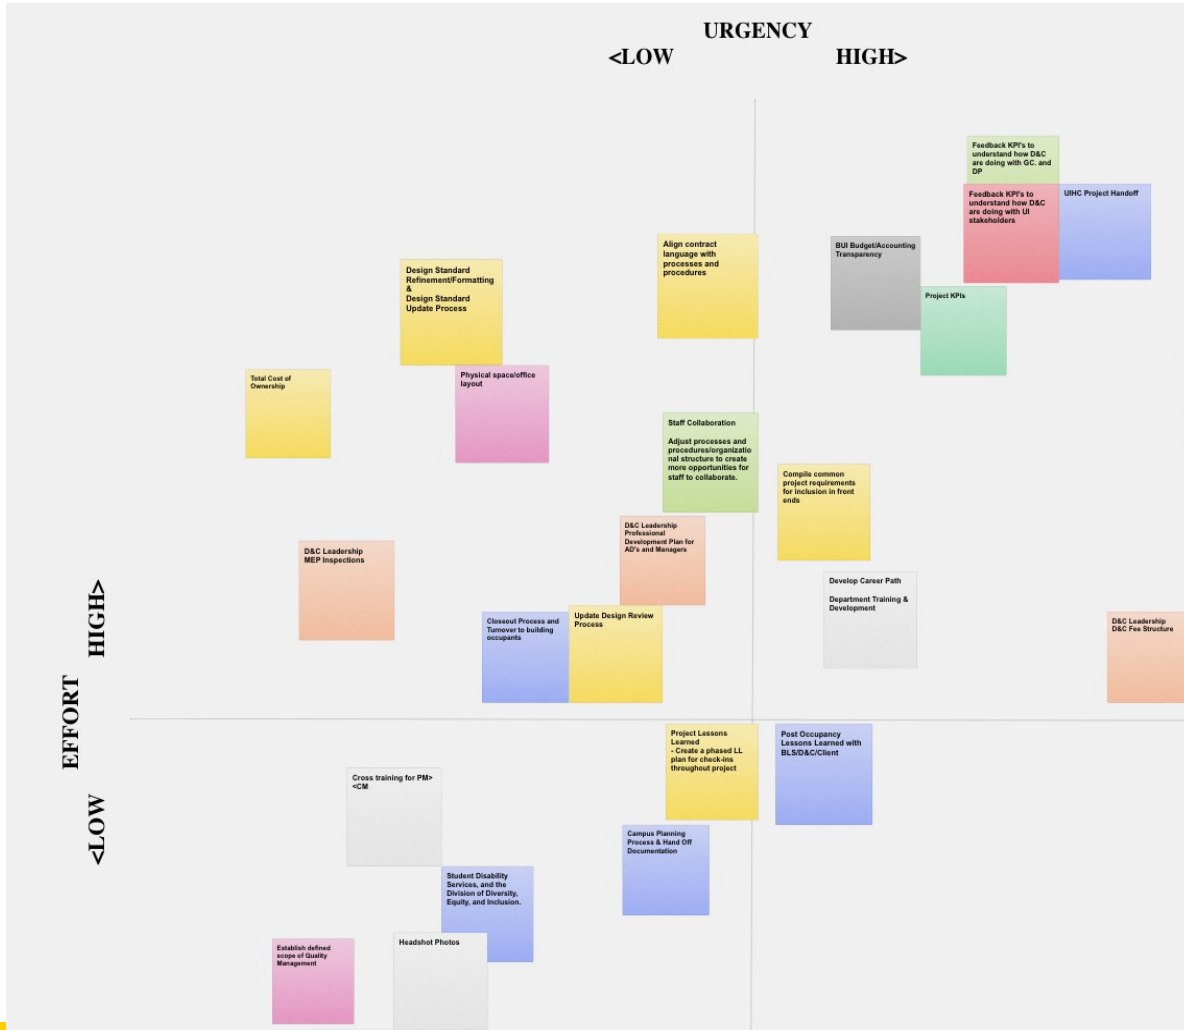 URGENCY
<LOW HIGH>
Feedback KPI's to
understand how D&C
are doing with GC. and
DP
Feedback KPI's to
understand how D&C
are doing with UI
stakeholders
UIHC Project Handoff
Align contract
language with
processes and
procedures
BUI Budget/Accounting
Transparency
Design Standard
Refinement/Formatting
&
Design Standard
Update Process
Project KPIs
Total Cost of
Ownership
Physical space/office
layout
Staff Collaboration
Adjust processes and
procedures/organizatio
nal structure to create
more opportunities for
staff to collaborate.
Compile common
project requirements
for inclusion in front
ends
D&C Leadership
Professional
Development Plan for
AD's and Managers
D&C Leadership
MEP Inspections
Develop Career Path
Department Training &
Development
Closeout Process and
Turnover to building
occupants
Update Design Review
Process
D&C Leadership
D&C Fee Structure
EFFORT
<LOW HIGH>
Project Lessons
Learned
- Create a phased LL
plan for check-ins
throughout project
Post Occupancy
Lessons Learned with
BLS/D&C/Client
Cross training for PM>
<CM
Campus Planning
Process & Hand Off
Documentation
Student Disability
Services, and the
Division of Diversity,
Equity, and Inclusion.
Headshot Photos
Establish defined
scope of Quality
Management